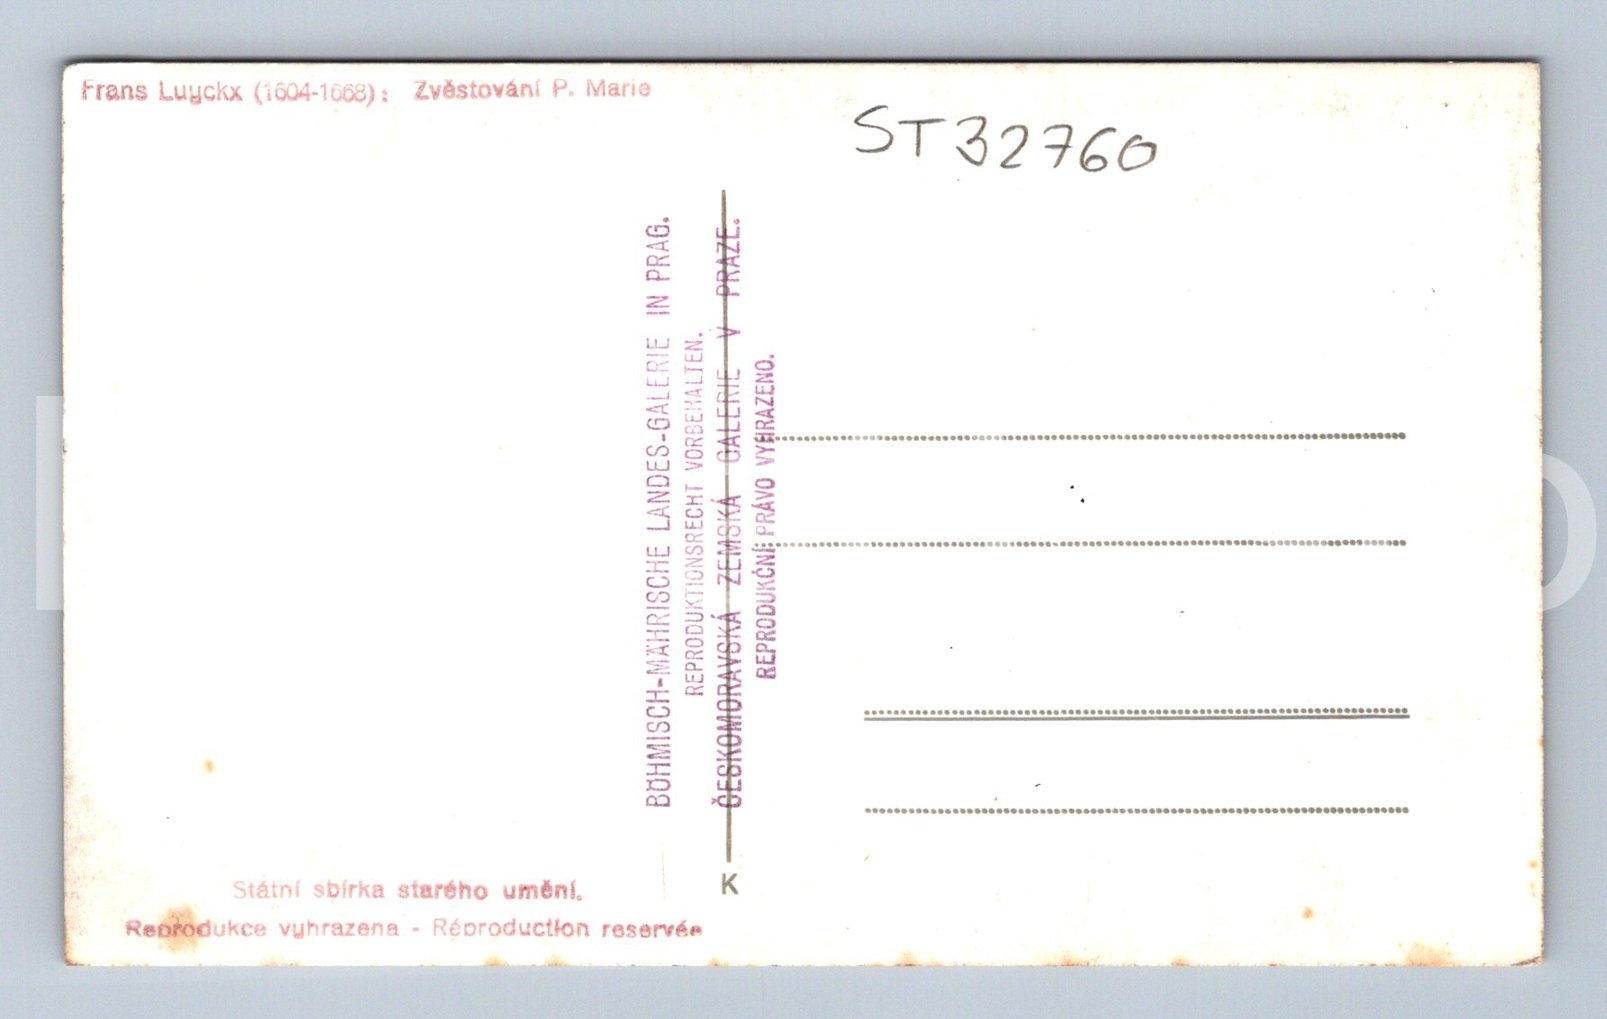 Frans Luyckx (1604-1668): Zvěstování P. Marie
ST32760
BÖHMISCH-MÄHRISCHE LANDES-GALERIE IN PRAG.
REPRODUKTIONSRECHT VORBEHALTEN.
ČESKOMORAVSKÁ ZEMSKÁ GALERIE V PRAZE.
REPRODUKČNÍ PRÁVO VYHRAZENO.
K
Státní sbírka starého umění.
Reprodukce vyhrazena - Réproduction reservée